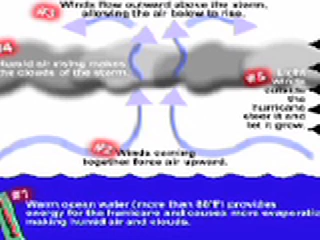 #3 Winds flow outward above the storm,
allowing the air below to rise.
#4
Humid air rising makes
the clouds of the storm.
#5 Light
winds
outside
the
hurricane
steer it and
let it grow.
#2 Winds coming
together force air upward.
#1
Warm ocean water (more than 80°F) provides
energy for the hurricane and causes more evaporation
making humid air and clouds.